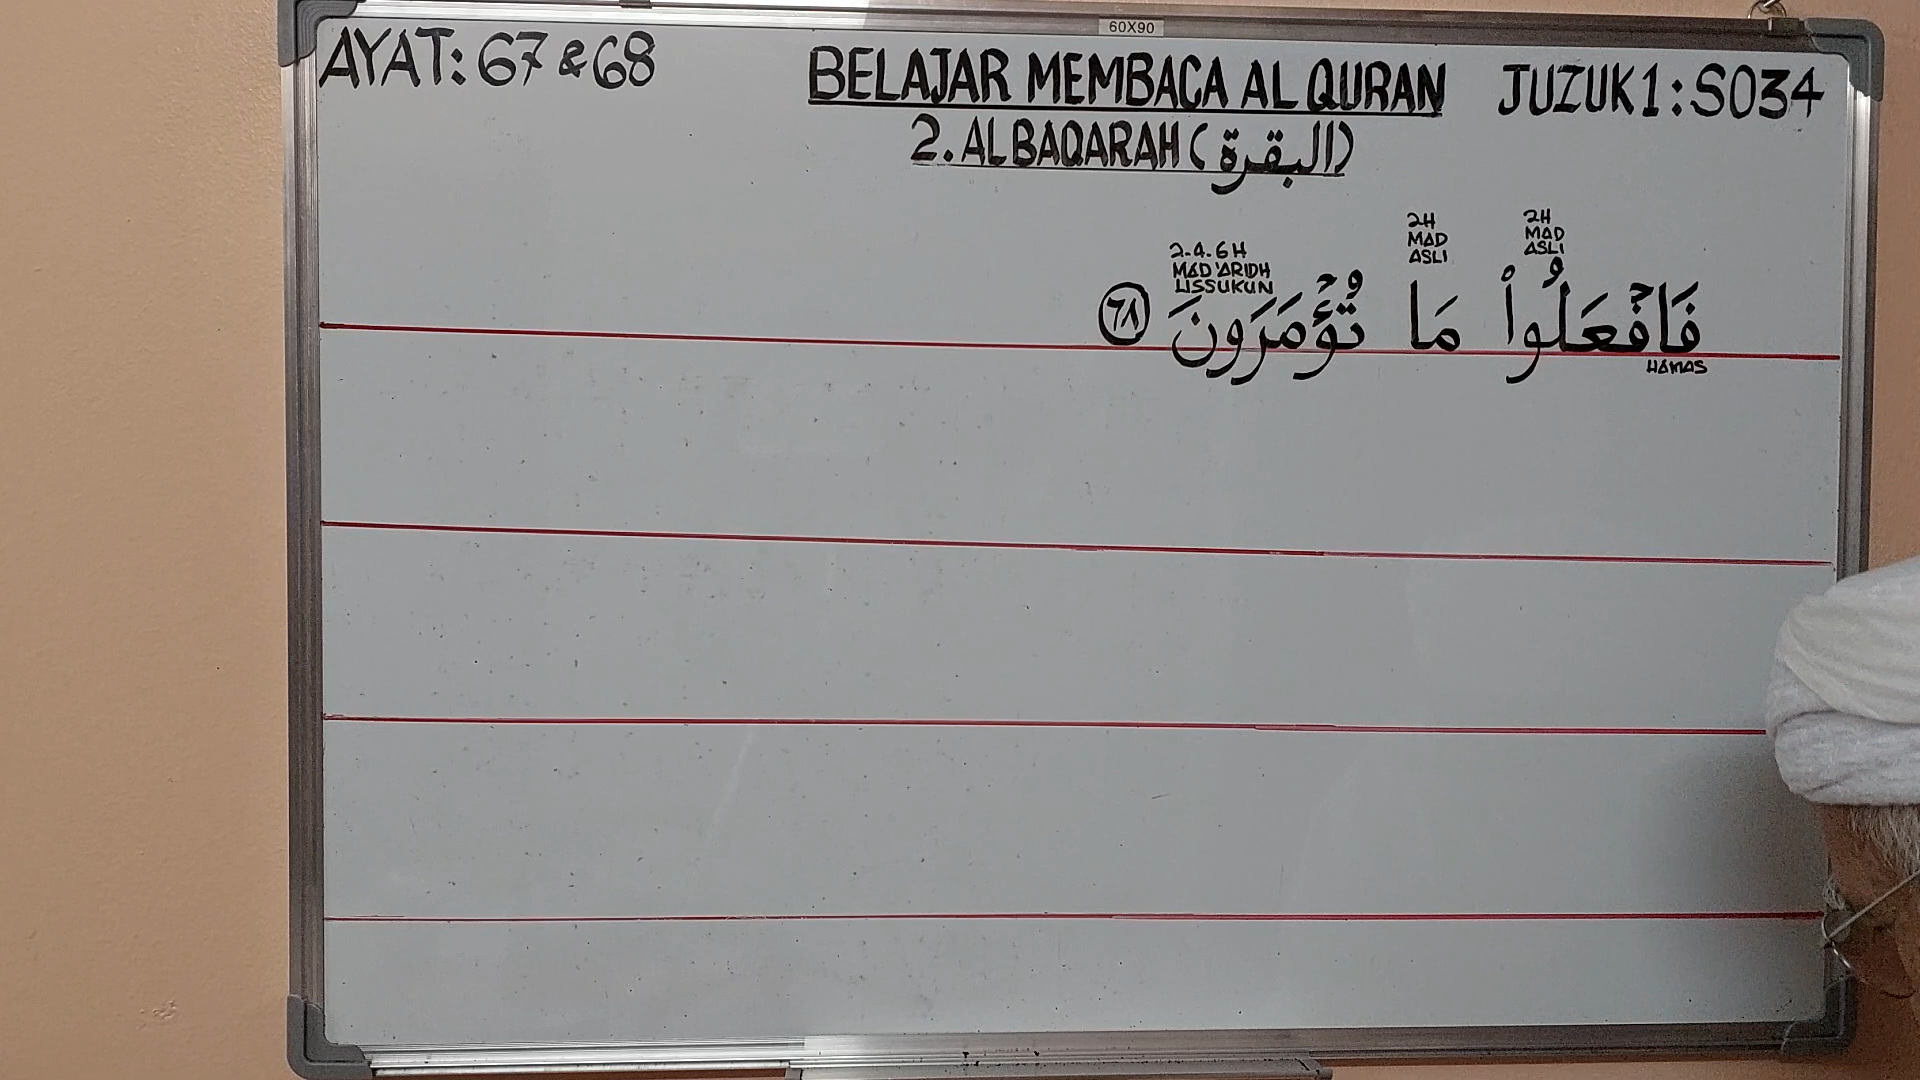 60X90
AYAT: 67 & 68
BELAJAR MEMBACA AL QURAN
JUZUK 1 : S034
2. AL BAQARAH (البقرة)
2H MAD ASLI
2H MAD ASLI
2.4.6H MAD 'ARIDH LISSUKUN
فَافْعَلُوا۟ مَا تُؤْمَرُونَ ٦٨
HAMAS